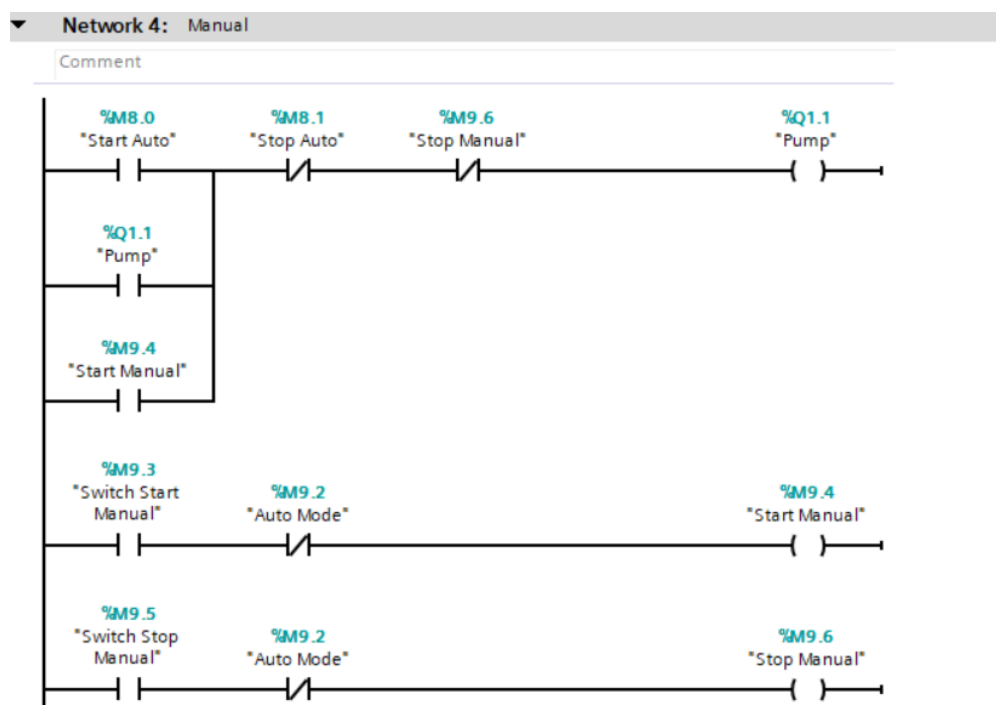 Network 4: Manual
Comment
%M8.0 %M8.1 %M9.6 %Q1.1
"Start Auto" "Stop Auto" "Stop Manual" "Pump"
%Q1.1
"Pump"
%M9.4
"Start Manual"
%M9.3
"Switch Start %M9.2 %M9.4
Manual" "Auto Mode" "Start Manual"
%M9.5
"Switch Stop %M9.2 %M9.6
Manual" "Auto Mode" "Stop Manual"